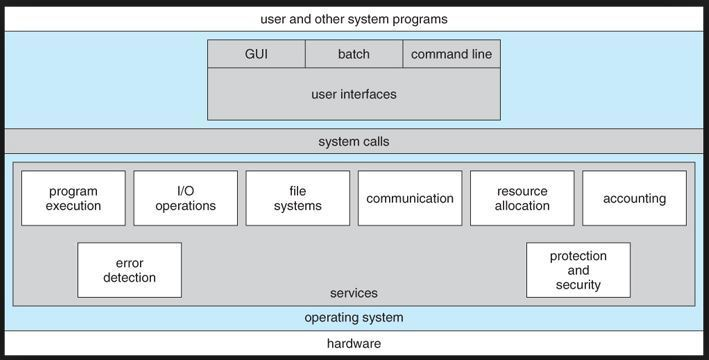 user and other system programs
GUI
batch
command line
user interfaces
system calls
program
execution
I/O
operations
file
systems
communication
resource
allocation
accounting
error
detection
protection
and
security
services
operating system
hardware